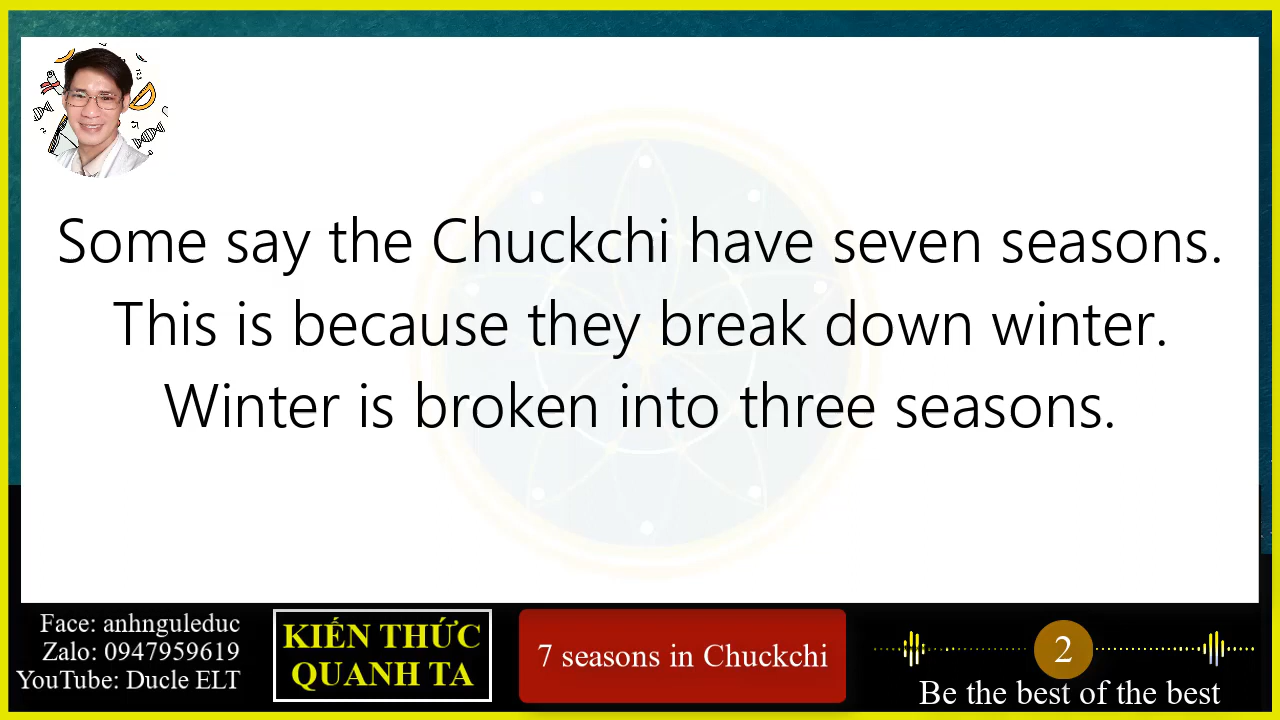 Some say the Chuckchi have seven seasons.
This is because they break down winter.
Winter is broken into three seasons.
Face: anhnguleduc
Zalo: 0947959619
YouTube: Ducle ELT
KIẾN THỨC
QUANH TA
7 seasons in Chuckchi
2
Be the best of the best